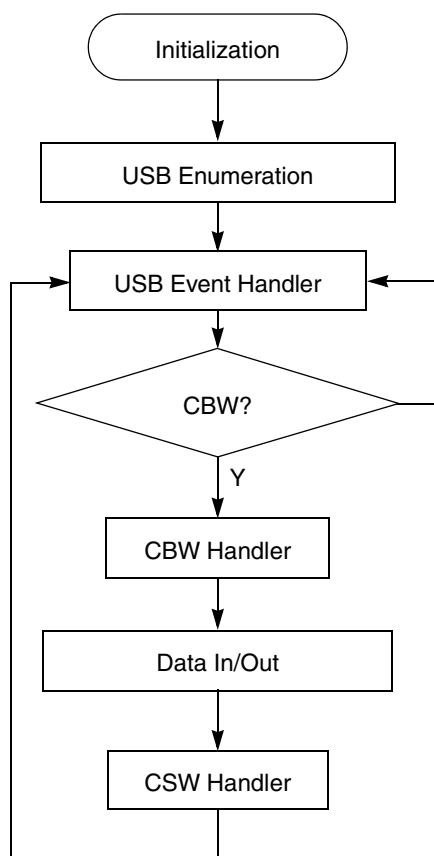 Initialization
USB Enumeration
USB Event Handler
CBW?
Y
CBW Handler
Data In/Out
CSW Handler